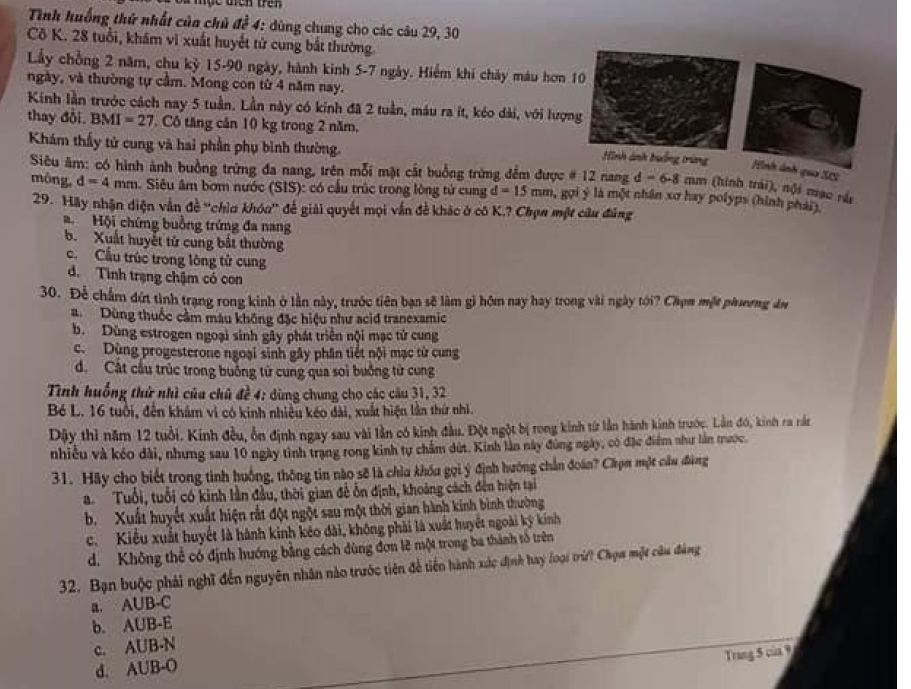 mục đích trên
Tình huống thứ nhất của chủ đề 4: dùng chung cho các câu 29, 30
Cô K. 28 tuổi, khám vì xuất huyết tử cung bất thường.
Lấy chồng 2 năm, chu kỳ 15-90 ngày, hành kinh 5-7 ngày. Hiếm khi chảy máu hơn 10
ngày, và thường tự cầm. Mong con từ 4 năm nay.
Kinh lần trước cách nay 5 tuần. Lần này có kinh đã 2 tuần, máu ra ít, kéo dài, với lượng
thay đổi. BMI = 27. Cô tăng cân 10 kg trong 2 năm.
Khám thấy tử cung và hai phần phụ bình thường.
Hình ảnh buồng trứng
Hình ảnh qua SIS
Siêu âm: có hình ảnh buồng trứng đa nang, trên mỗi mặt cắt buồng trứng đếm được # 12 nang d = 6-8 mm (hình trái), nội mạc rất
mỏng, d = 4 mm. Siêu âm bơm nước (SIS): có cấu trúc trong lòng tử cung d = 15 mm, gợi ý là một nhân xơ hay polyps (hình phải).
29. Hãy nhận diện vấn đề “chìa khóa” để giải quyết mọi vấn đề khác ở cô K.? Chọn một câu đúng
a. Hội chứng buồng trứng đa nang
b. Xuất huyết tử cung bất thường
c. Cấu trúc trong lòng tử cung
d. Tình trạng chậm có con
30. Để chấm dứt tình trạng rong kinh ở lần này, trước tiên bạn sẽ làm gì hôm nay hay trong vài ngày tới? Chọn một phương án
a. Dùng thuốc cầm máu không đặc hiệu như acid tranexamic
b. Dùng estrogen ngoại sinh gây phát triển nội mạc tử cung
c. Dùng progesterone ngoại sinh gây phân tiết nội mạc tử cung
d. Cắt cấu trúc trong buồng tử cung qua soi buồng tử cung
Tình huống thứ nhì của chủ đề 4: dùng chung cho các câu 31, 32
Bé L. 16 tuổi, đến khám vì có kinh nhiều kéo dài, xuất hiện lần thứ nhì.
Dậy thì năm 12 tuổi. Kinh đều, ổn định ngay sau vài lần có kinh đầu. Đột ngột bị rong kinh từ lần hành kinh trước. Lần đó, kinh ra rất
nhiều và kéo dài, nhưng sau 10 ngày tình trạng rong kinh tự chấm dứt. Kinh lần này đúng ngày, có đặc điểm như lần trước.
31. Hãy cho biết trong tình huống, thông tin nào sẽ là chìa khóa gợi ý định hướng chẩn đoán? Chọn một câu đúng
a. Tuổi, tuổi có kinh lần đầu, thời gian để ổn định, khoảng cách đến hiện tại
b. Xuất huyết xuất hiện rất đột ngột sau một thời gian hành kinh bình thường
c. Kiểu xuất huyết là hành kinh kéo dài, không phải là xuất huyết ngoài kỳ kinh
d. Không thể có định hướng bằng cách dùng đơn lẻ một trong ba thành tố trên
32. Bạn buộc phải nghĩ đến nguyên nhân nào trước tiên để tiến hành xác định hay loại trừ? Chọn một câu đúng
a. AUB-C
b. AUB-E
c. AUB-N
d. AUB-O
Trang 5 của 9